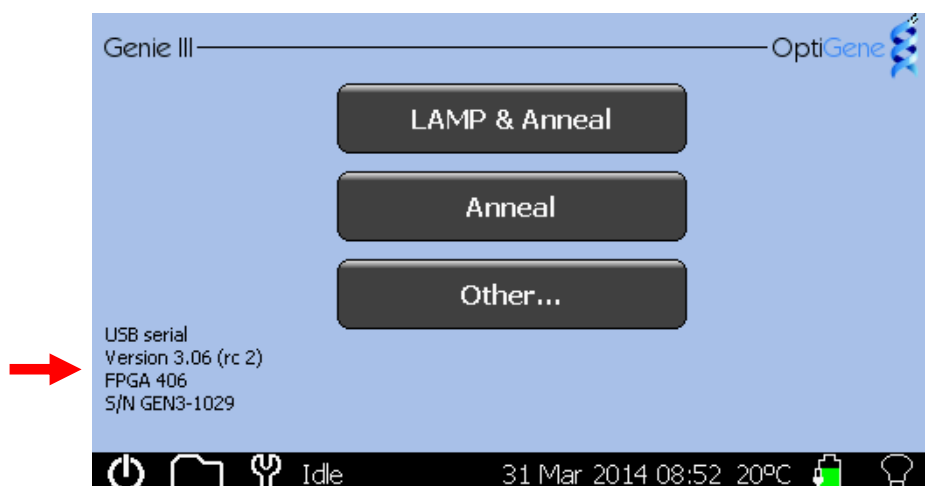 Genie III
OptiGene
LAMP & Anneal
Anneal
Other...
USB serial
Version 3.06 (rc 2)
FPGA 406
S/N GEN3-1029
Idle
31 Mar 2014 08:52 20ºC